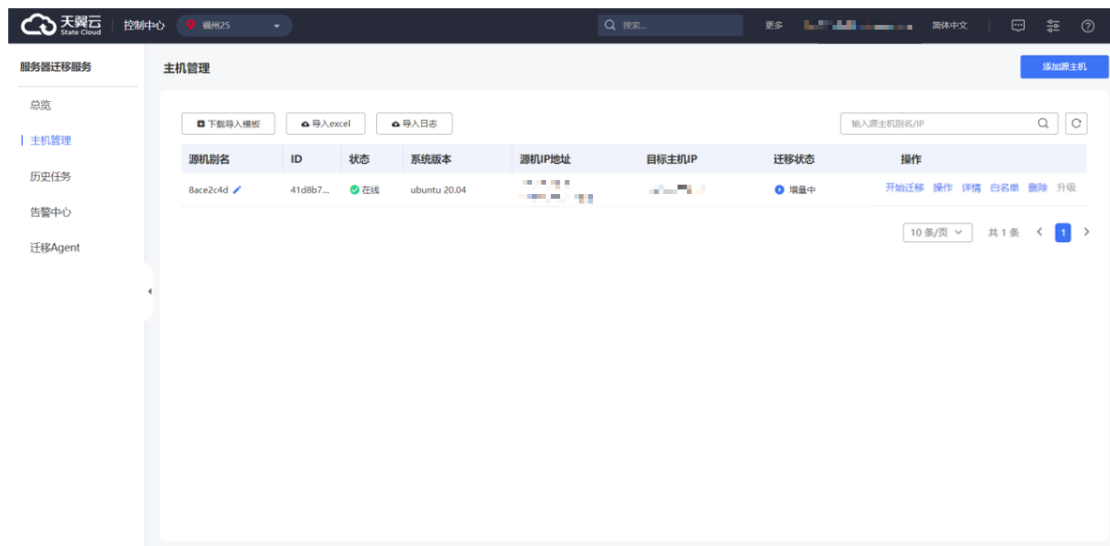 天翼云
State Cloud
控制中心
福州25
搜索...
更多
简体中文
服务器迁移服务
总览
主机管理
历史任务
告警中心
迁移Agent
主机管理
添加源主机
下载导入模板
导入excel
导入日志
输入源主机别名/IP
源机别名 ID 状态 系统版本 源机IP地址 目标主机IP 迁移状态 操作
8ace2c4d 41d8b7... 在线 ubuntu 20.04 增量中 开始迁移 操作 详情 白名单 删除 升级
10 条/页 共 1 条 < 1 >